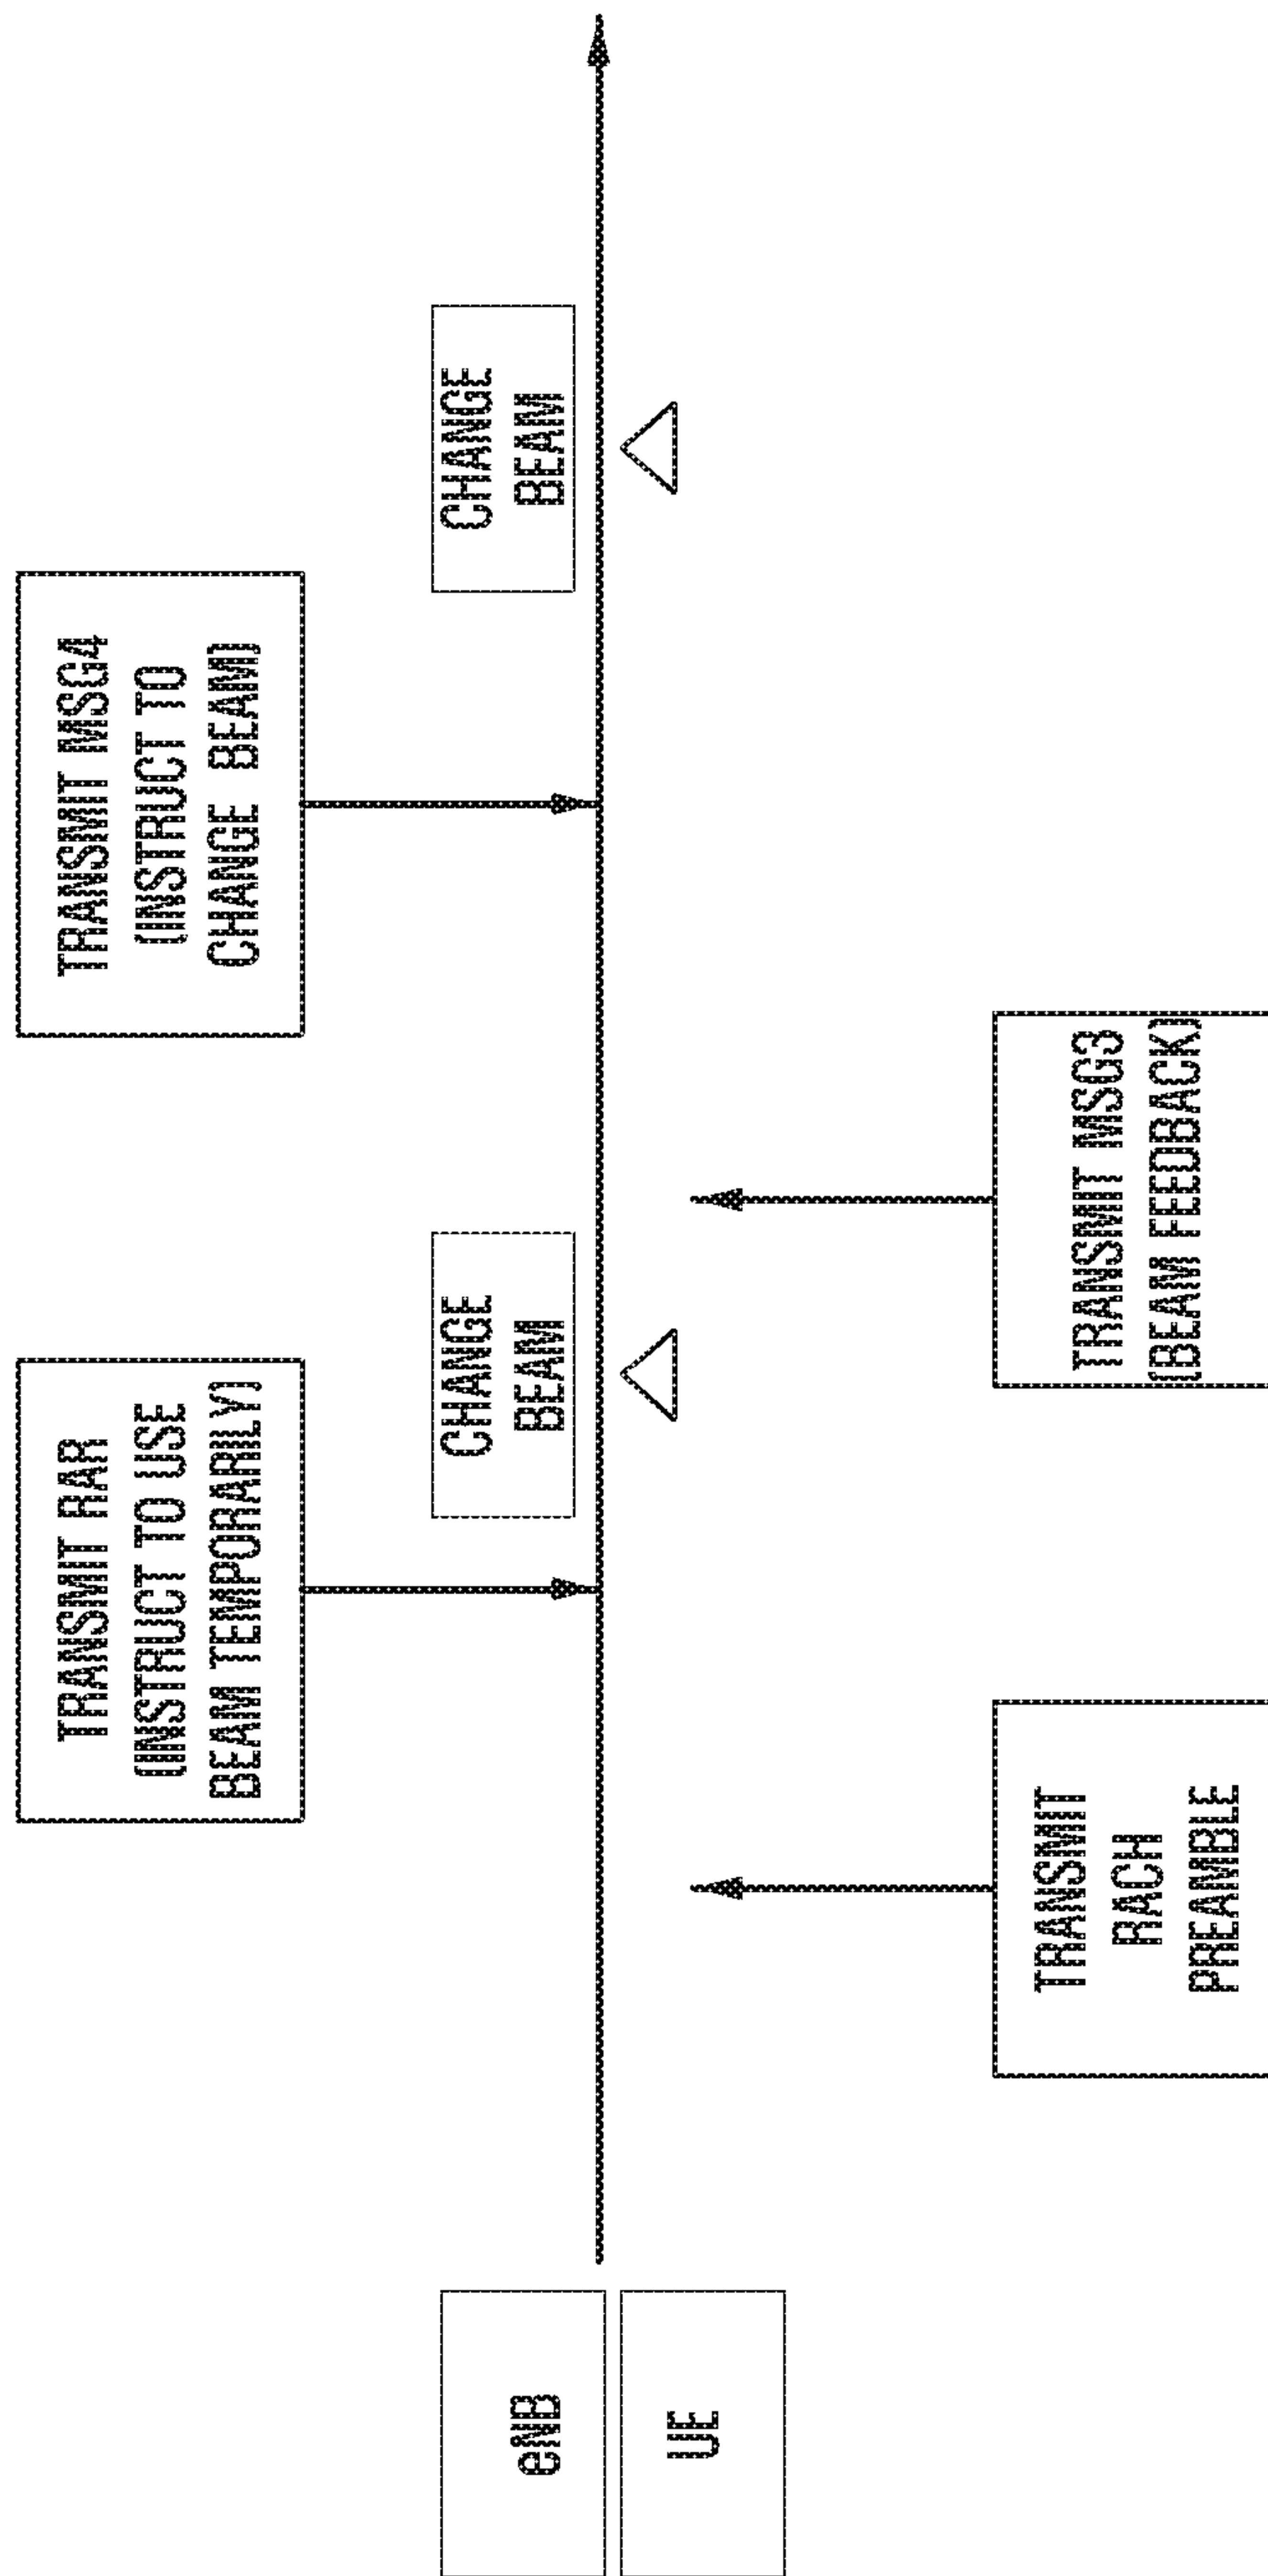 eNB
UE
TRANSMIT
RACH
PREAMBLE
TRANSMIT RAR
(INSTRUCT TO USE
BEAM TEMPORARILY)
CHANGE
BEAM
TRANSMIT MSG3
(BEAM FEEDBACK)
TRANSMIT MSG4
(INSTRUCT TO
CHANGE BEAM)
CHANGE
BEAM